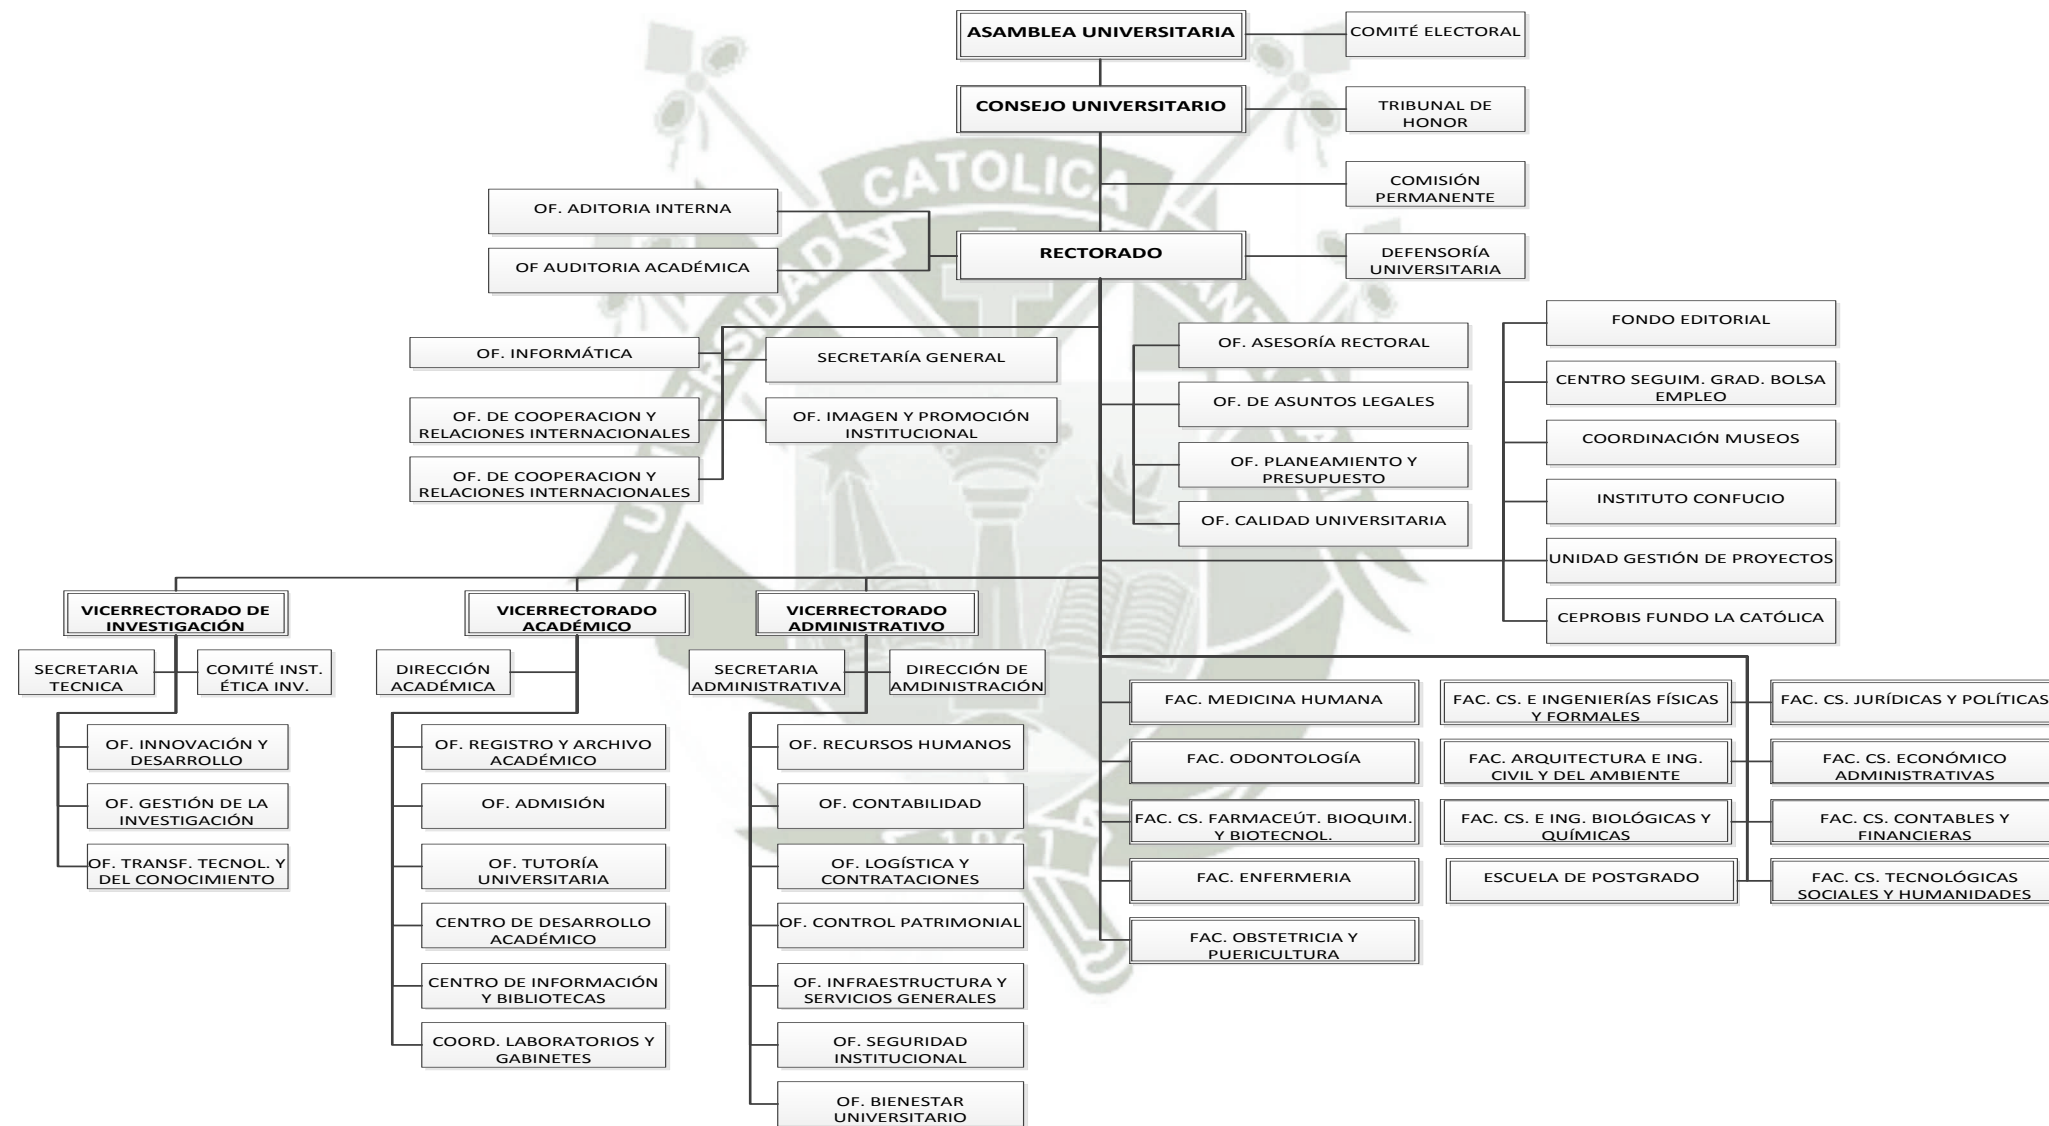 ASAMBLEA UNIVERSITARIA
COMITÉ ELECTORAL
CONSEJO UNIVERSITARIO
TRIBUNAL DE
HONOR
COMISIÓN
PERMANENTE
OF. ADITORIA INTERNA
OF AUDITORIA ACADÉMICA
RECTORADO
DEFENSORÍA
UNIVERSITARIA
OF. INFORMÁTICA
SECRETARÍA GENERAL
OF. DE COOPERACION Y
RELACIONES INTERNACIONALES
OF. IMAGEN Y PROMOCIÓN
INSTITUCIONAL
OF. DE COOPERACION Y
RELACIONES INTERNACIONALES
OF. ASESORÍA RECTORAL
OF. DE ASUNTOS LEGALES
OF. PLANEAMIENTO Y
PRESUPUESTO
OF. CALIDAD UNIVERSITARIA
FONDO EDITORIAL
CENTRO SEGUIM. GRAD. BOLSA
EMPLEO
COORDINACIÓN MUSEOS
INSTITUTO CONFUCIO
UNIDAD GESTIÓN DE PROYECTOS
CEPROBIS FUNDO LA CATÓLICA
VICERRECTORADO DE
INVESTIGACIÓN
SECRETARIA
TECNICA
COMITÉ INST.
ÉTICA INV.
OF. INNOVACIÓN Y
DESARROLLO
OF. GESTIÓN DE LA
INVESTIGACIÓN
OF. TRANSF. TECNOL. Y
DEL CONOCIMIENTO
VICERRECTORADO
ACADÉMICO
DIRECCIÓN
ACADÉMICA
OF. REGISTRO Y ARCHIVO
ACADÉMICO
OF. ADMISIÓN
OF. TUTORÍA
UNIVERSITARIA
CENTRO DE DESARROLLO
ACADÉMICO
CENTRO DE INFORMACIÓN
Y BIBLIOTECAS
COORD. LABORATORIOS Y
GABINETES
VICERRECTORADO
ADMINISTRATIVO
SECRETARIA
ADMINISTRATIVA
DIRECCIÓN DE
AMDINISTRACIÓN
OF. RECURSOS HUMANOS
OF. CONTABILIDAD
OF. LOGÍSTICA Y
CONTRATACIONES
OF. CONTROL PATRIMONIAL
OF. INFRAESTRUCTURA Y
SERVICIOS GENERALES
OF. SEGURIDAD
INSTITUCIONAL
OF. BIENESTAR
UNIVERSITARIO
FAC. MEDICINA HUMANA
FAC. ODONTOLOGÍA
FAC. CS. FARMACEÚT. BIOQUIM.
Y BIOTECNOL.
FAC. ENFERMERIA
FAC. OBSTETRICIA Y
PUERICULTURA
FAC. CS. E INGENIERÍAS FÍSICAS
Y FORMALES
FAC. ARQUITECTURA E ING.
CIVIL Y DEL AMBIENTE
FAC. CS. E ING. BIOLÓGICAS Y
QUÍMICAS
ESCUELA DE POSTGRADO
FAC. CS. JURÍDICAS Y POLÍTICAS
FAC. CS. ECONÓMICO
ADMINISTRATIVAS
FAC. CS. CONTABLES Y
FINANCIERAS
FAC. CS. TECNOLÓGICAS
SOCIALES Y HUMANIDADES
CATOLICA
1961